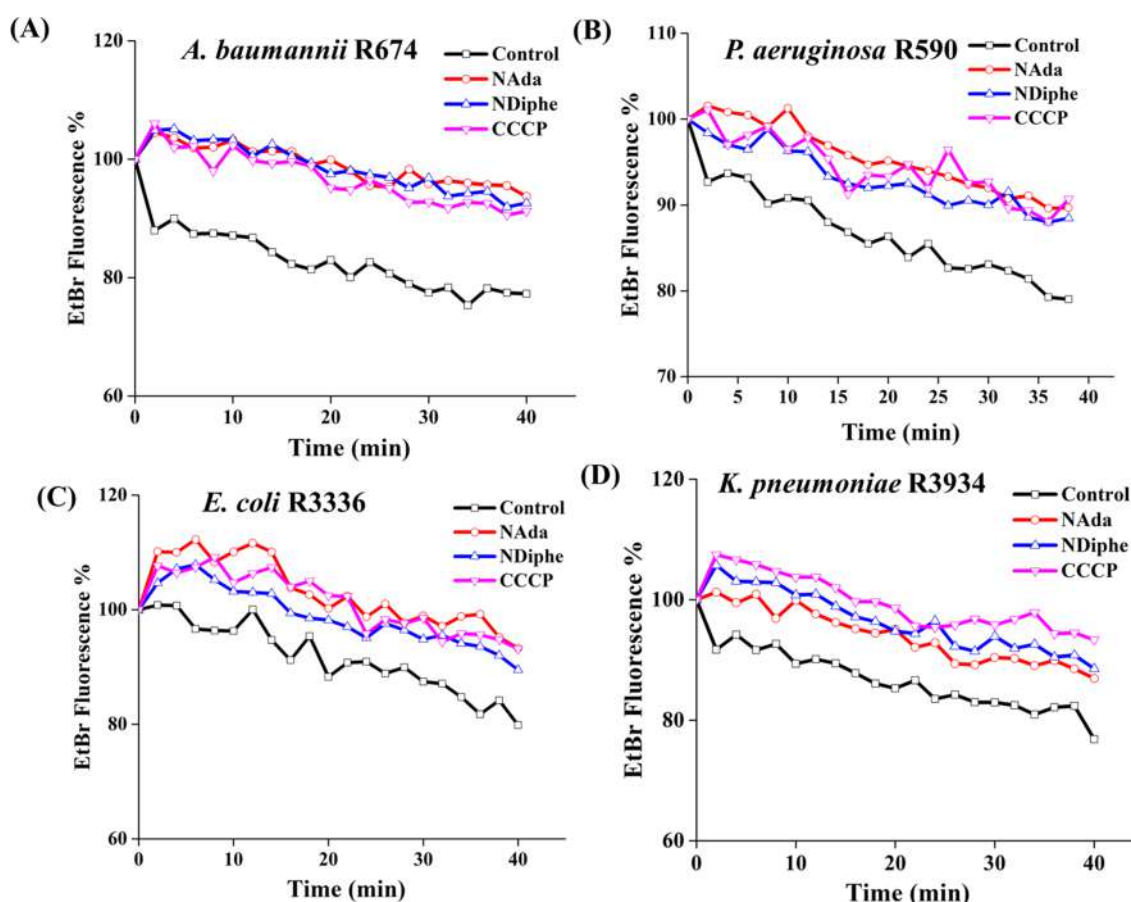 (A)
A. baumannii R674
Control
NAda
NDiphe
CCCP
EtBr Fluorescence %
120
100
80
60
0 10 20 30 40
Time (min)
(B)
P. aeruginosa R590
Control
NAda
NDiphe
CCCP
EtBr Fluorescence %
110
100
90
80
70
0 5 10 15 20 25 30 35 40
Time (min)
(C)
E. coli R3336
Control
NAda
NDiphe
CCCP
EtBr Fluorescence %
120
100
80
60
0 10 20 30 40
Time (min)
(D)
K. pneumoniae R3934
Control
NAda
NDiphe
CCCP
EtBr Fluorescence %
120
100
80
60
0 10 20 30 40
Time (min)